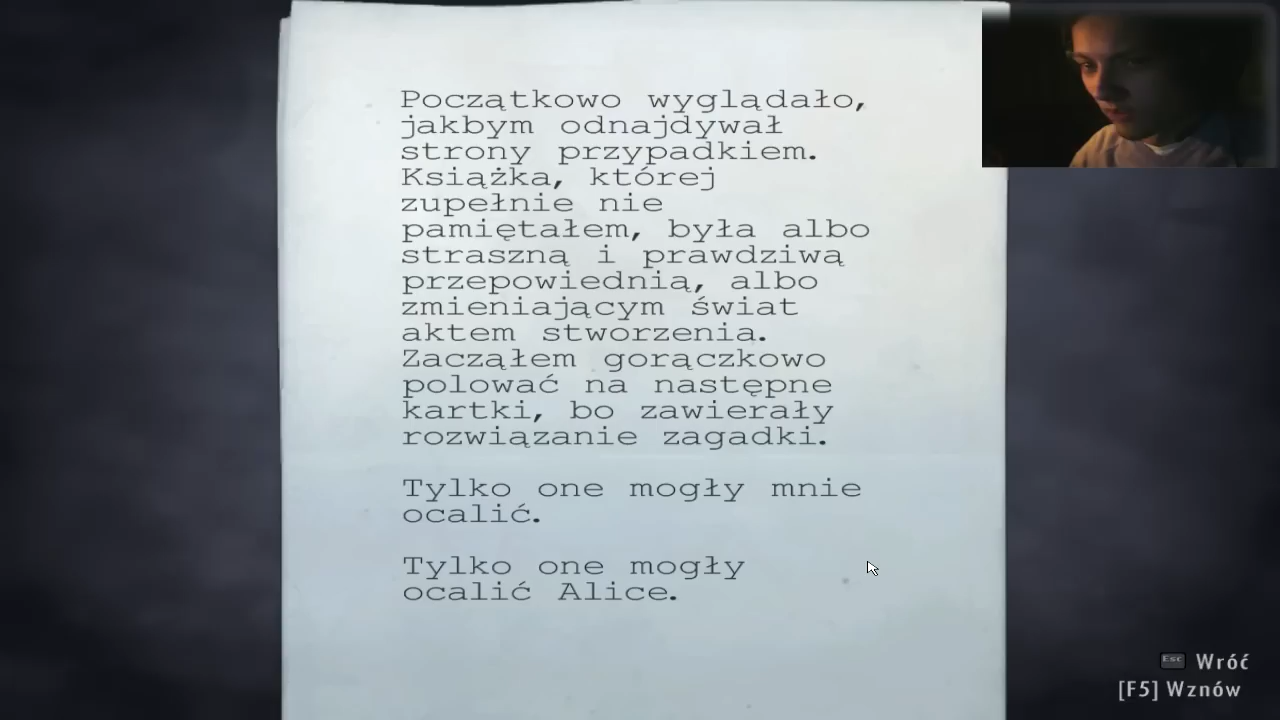 Początkowo wyglądało,
jakbym odnajdywał
strony przypadkiem.
Książka, której
zupełnie nie
pamiętałem, była albo
straszną i prawdziwą
przepowiednią, albo
zmieniającym świat
aktem stworzenia.
Zacząłem gorączkowo
polować na następne
kartki, bo zawierały
rozwiązanie zagadki.
Tylko one mogły mnie
ocalić.
Tylko one mogły
ocalić Alice.
Esc Wróć
[F5] Wznów